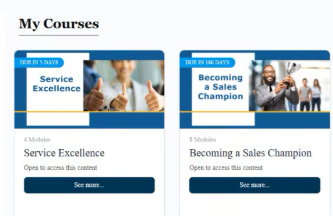 My Courses
DUE IN 5 DAYS
Service
Excellence
4 Modules
Service Excellence
Open to access this content
See more...
DUE IN 160 DAYS
Becoming
a Sales
Champion
8 Modules
Becoming a Sales Champion
Open to access this content
See more...